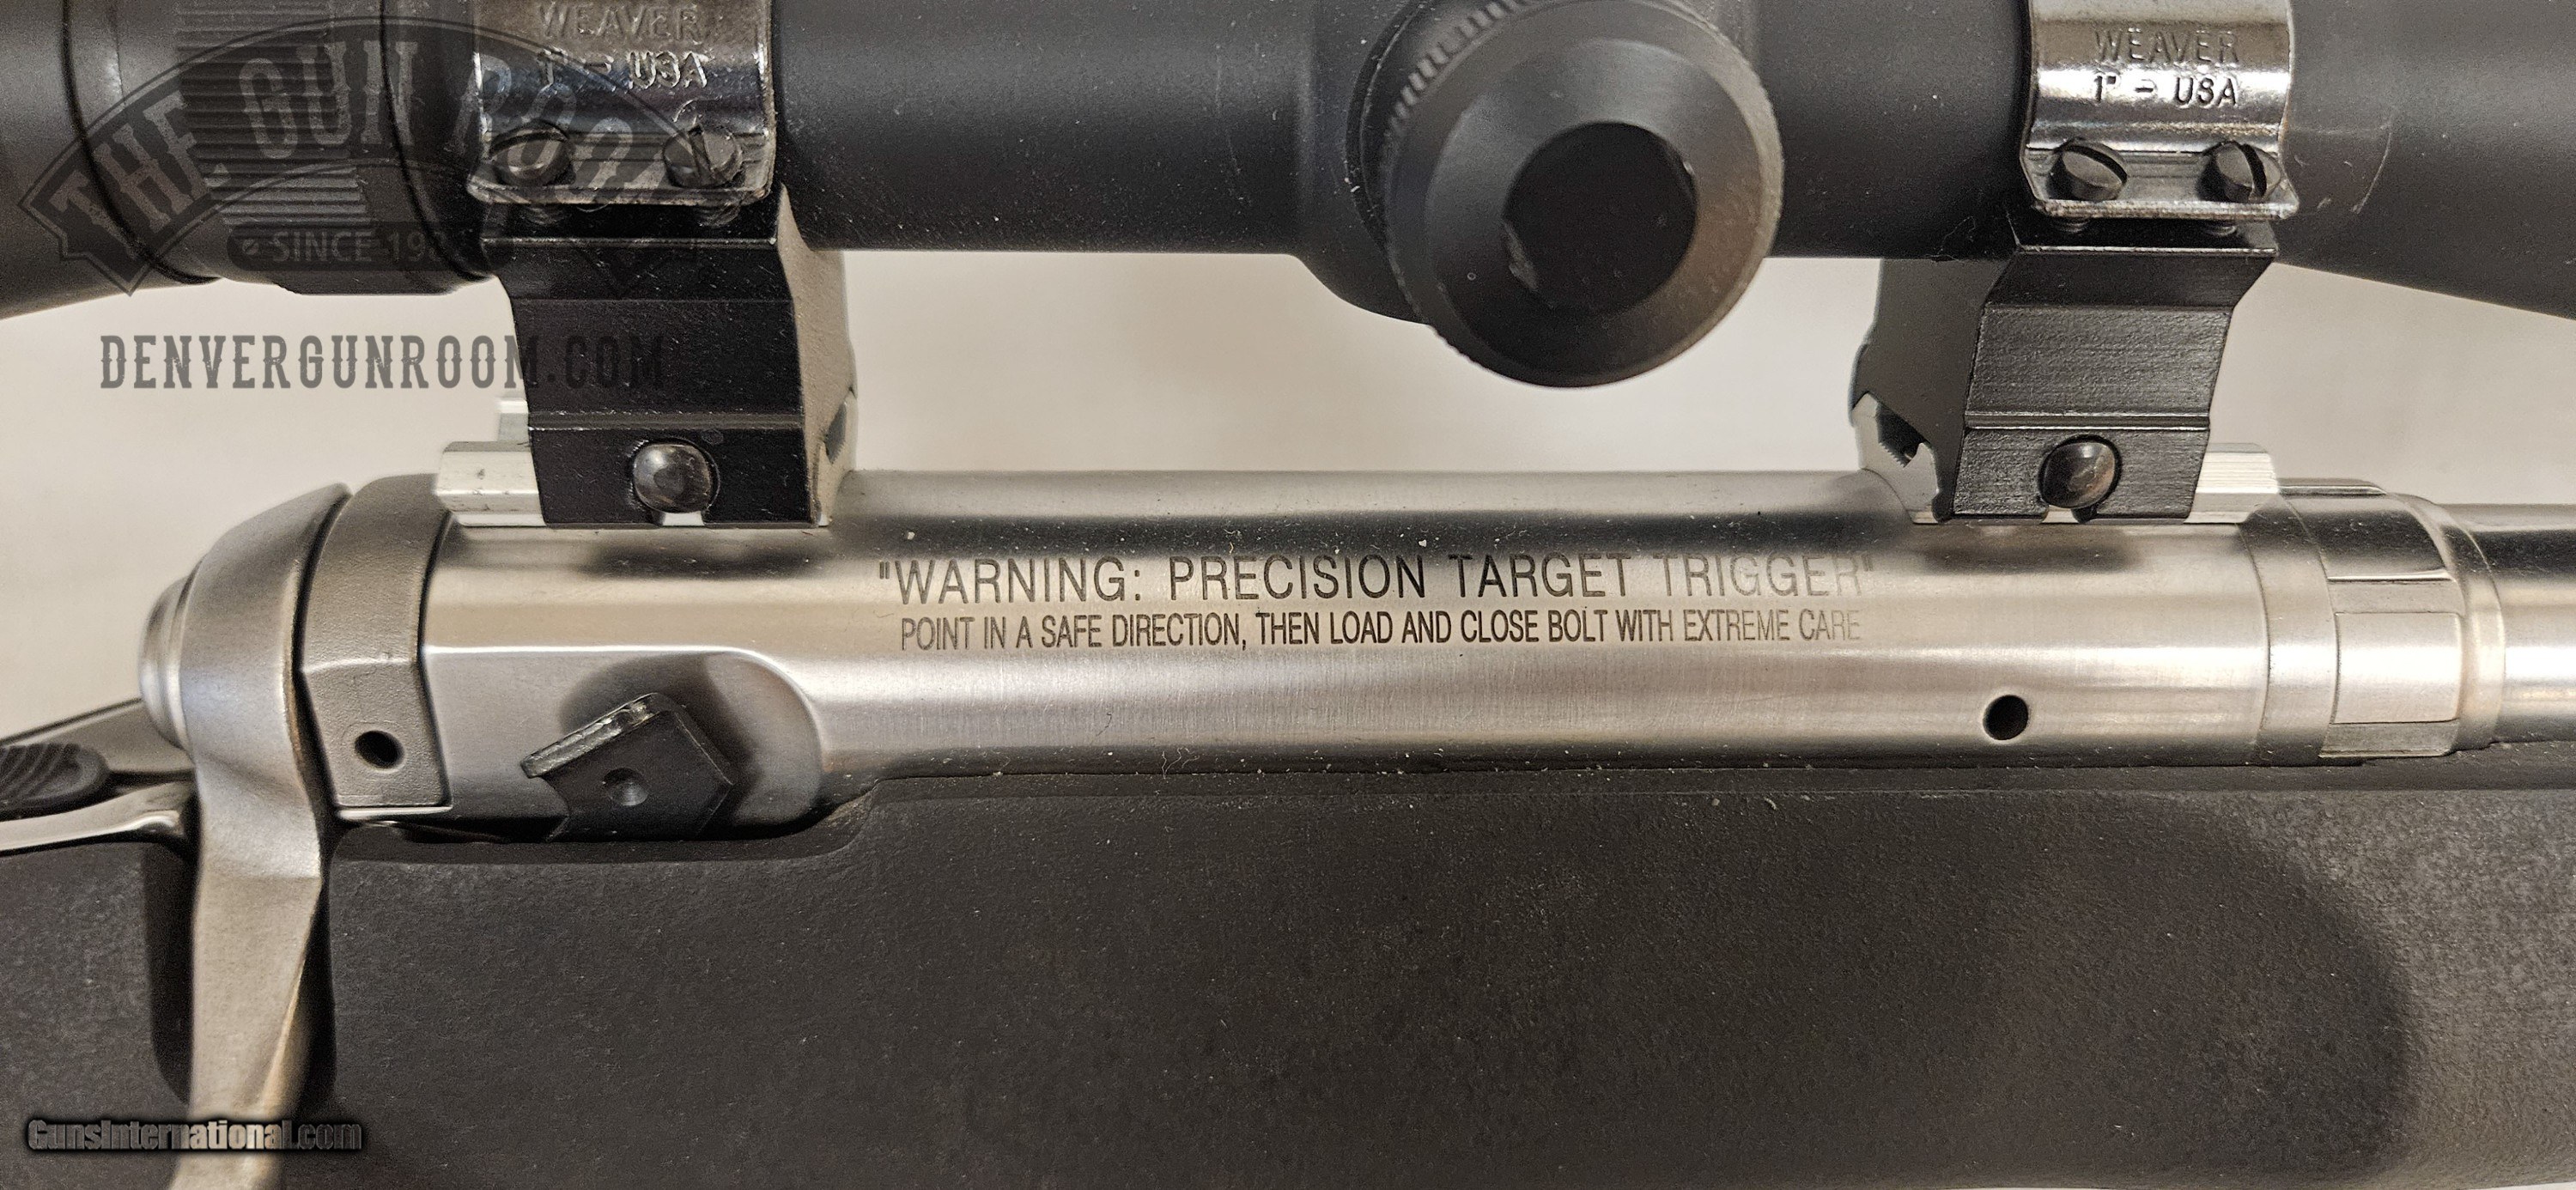 WEAVER
1" - USA
WEAVER
1" - USA
THE GUN ROOM
SINCE 198
DENVERGUNROOM.COM
"WARNING: PRECISION TARGET TRIGGER"
POINT IN A SAFE DIRECTION, THEN LOAD AND CLOSE BOLT WITH EXTREME CARE
GunsInternational.com